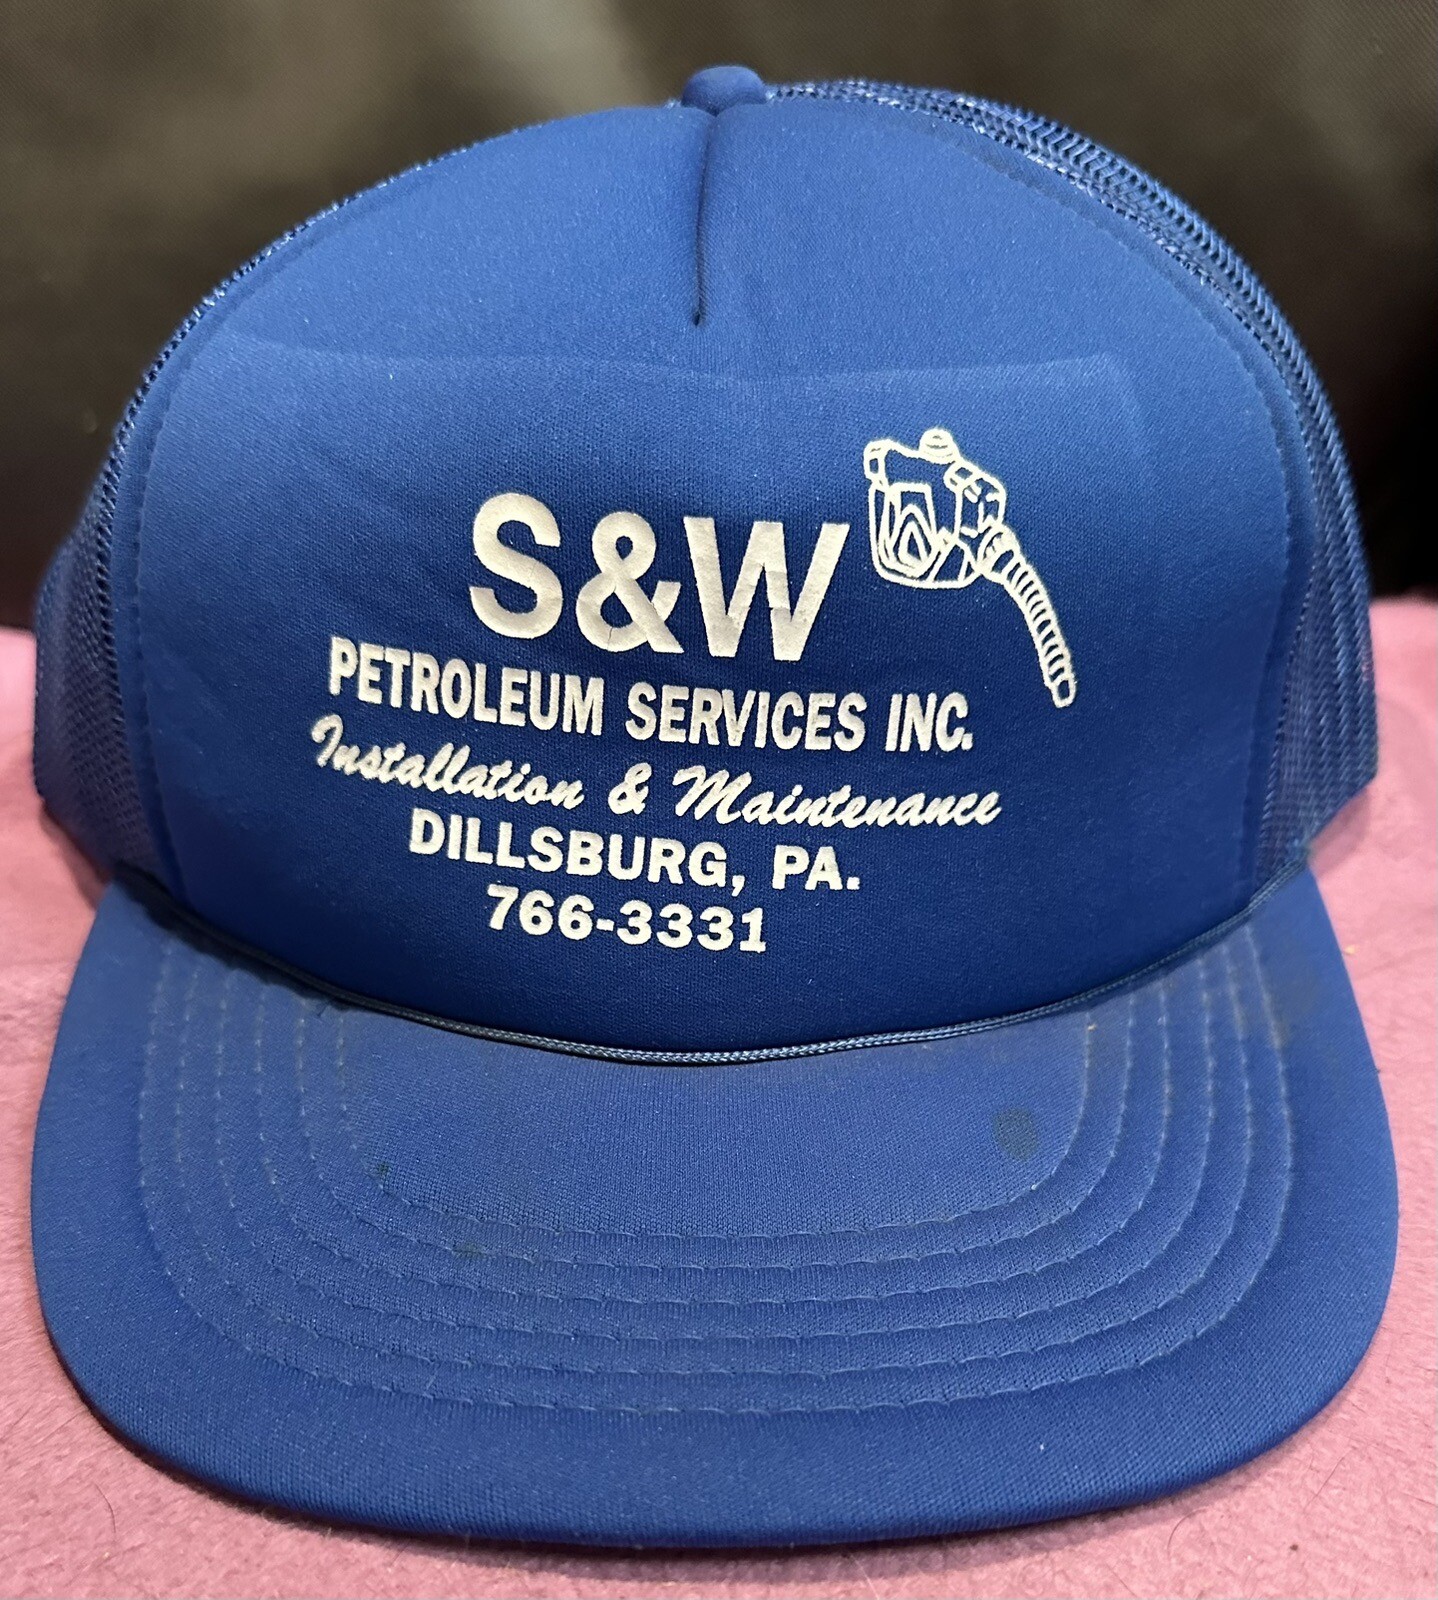 S&W
PETROLEUM SERVICES INC.
Installation & Maintenance
DILLSBURG, PA.
766-3331